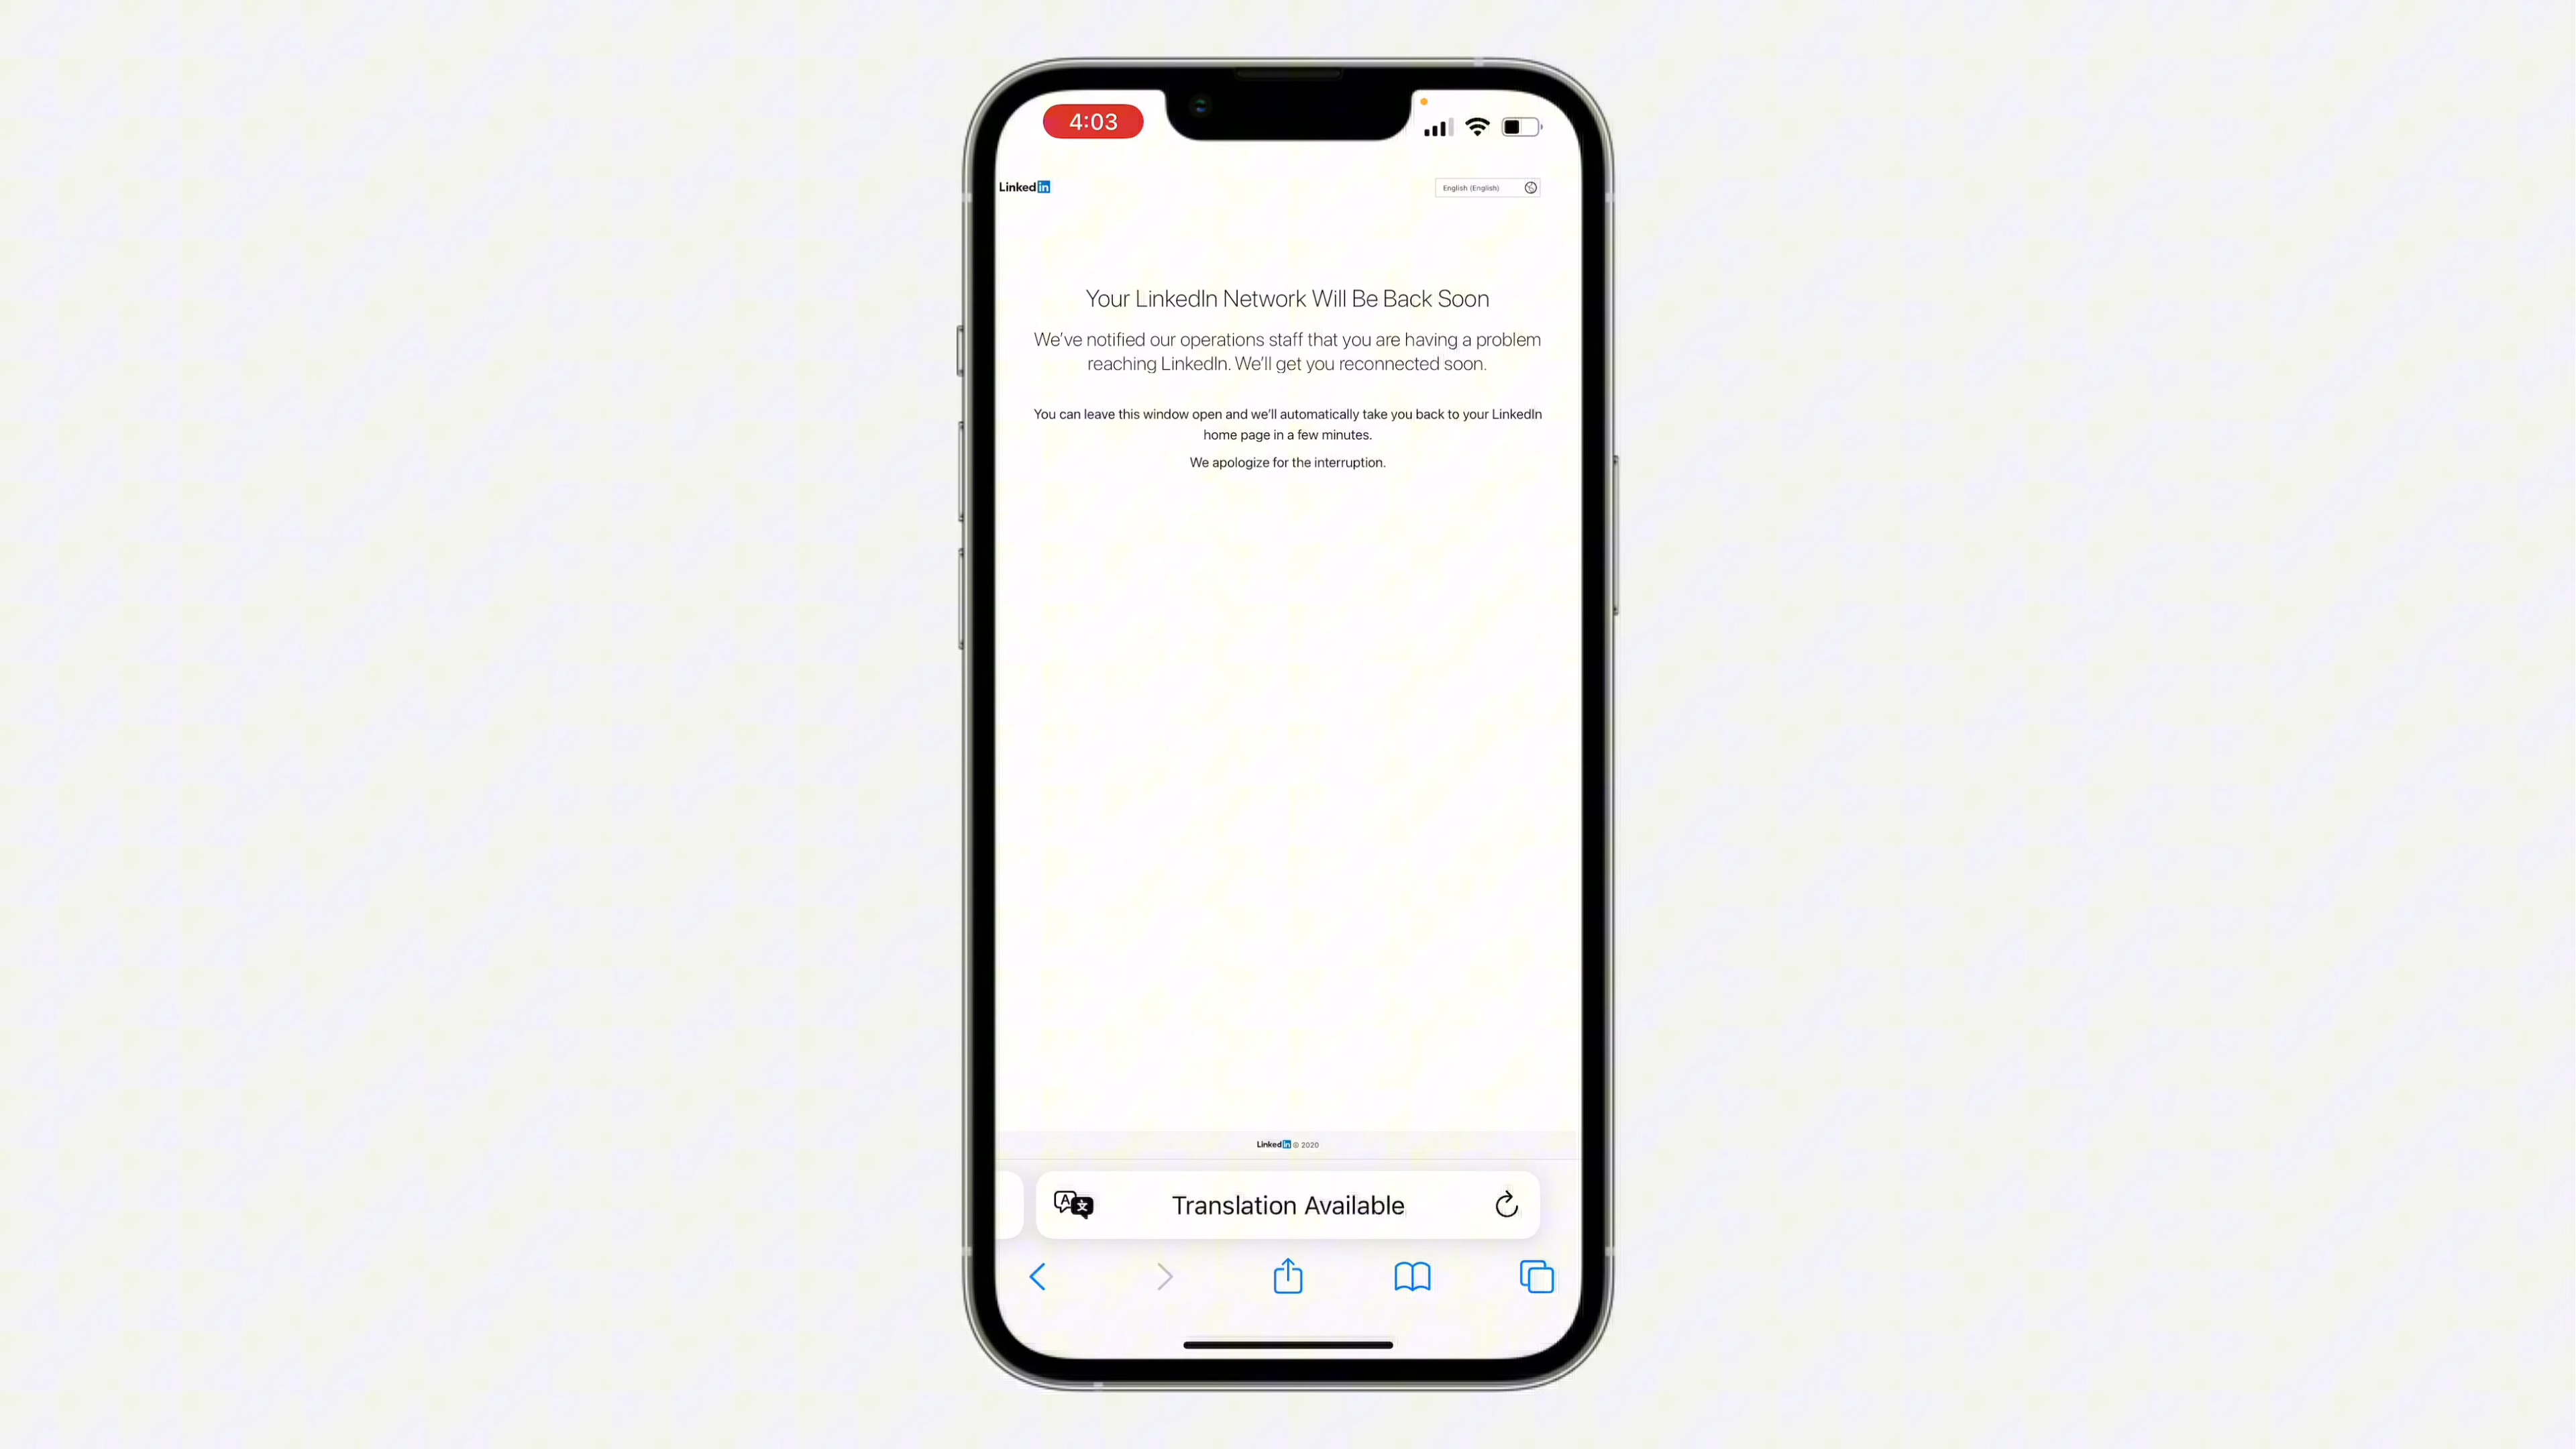 4:03
Linked in
English (English)
Your LinkedIn Network Will Be Back Soon
We've notified our operations staff that you are having a problem
reaching LinkedIn. We'll get you reconnected soon.
You can leave this window open and we'll automatically take you back to your LinkedIn
home page in a few minutes.
We apologize for the interruption.
Linked in © 2020
A 文 Translation Available